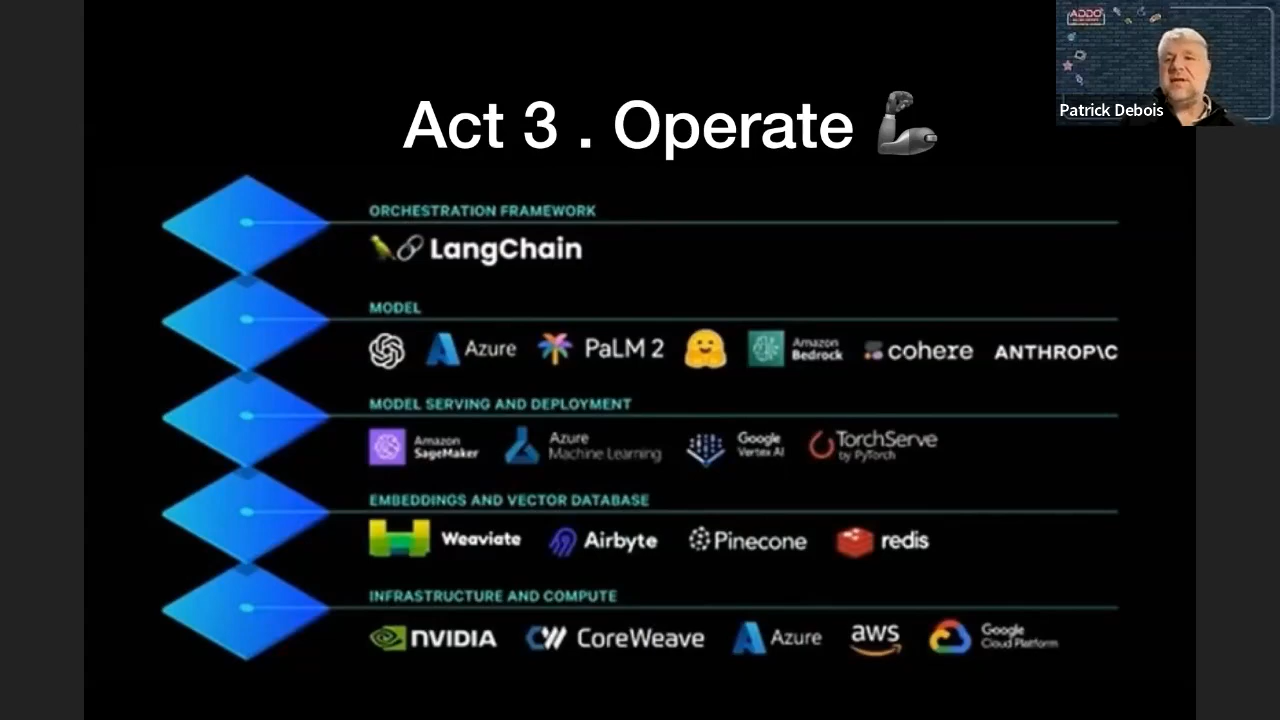 ADDO
Patrick Debois
Act 3 . Operate
ORCHESTRATION FRAMEWORK
LangChain
MODEL
Azure PaLM 2 Amazon Bedrock cohere ANTHROP\C
MODEL SERVING AND DEPLOYMENT
Amazon SageMaker Azure Machine Learning Google Vertex AI TorchServe by PyTorch
EMBEDDINGS AND VECTOR DATABASE
Weaviate Airbyte Pinecone redis
INFRASTRUCTURE AND COMPUTE
NVIDIA CoreWeave Azure aws Google Cloud Platform